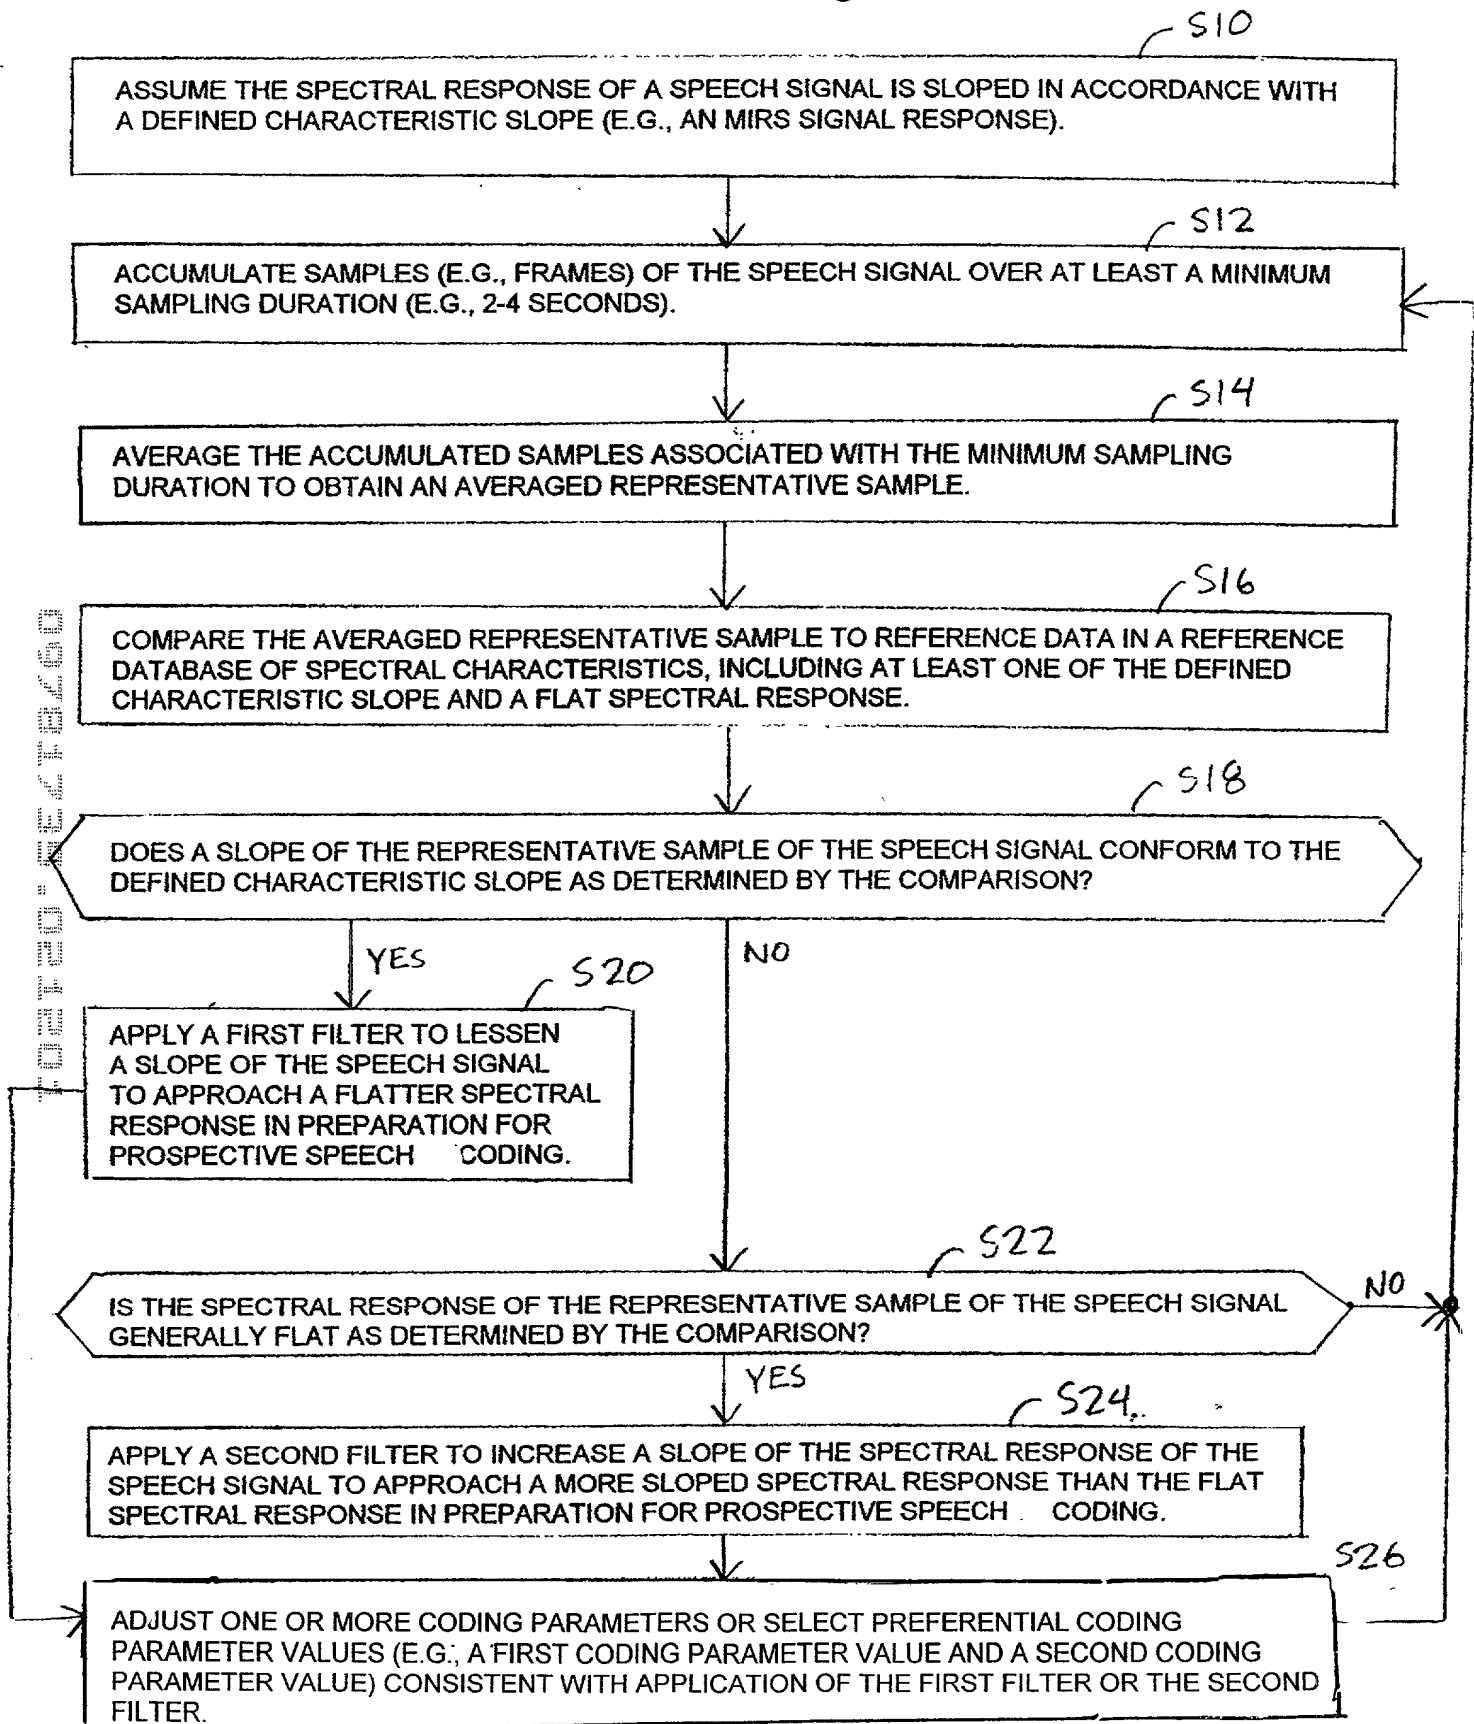 S10
ASSUME THE SPECTRAL RESPONSE OF A SPEECH SIGNAL IS SLOPED IN ACCORDANCE WITH
A DEFINED CHARACTERISTIC SLOPE (E.G., AN MIRS SIGNAL RESPONSE).
S12
ACCUMULATE SAMPLES (E.G., FRAMES) OF THE SPEECH SIGNAL OVER AT LEAST A MINIMUM
SAMPLING DURATION (E.G., 2-4 SECONDS).
S14
AVERAGE THE ACCUMULATED SAMPLES ASSOCIATED WITH THE MINIMUM SAMPLING
DURATION TO OBTAIN AN AVERAGED REPRESENTATIVE SAMPLE.
S16
COMPARE THE AVERAGED REPRESENTATIVE SAMPLE TO REFERENCE DATA IN A REFERENCE
DATABASE OF SPECTRAL CHARACTERISTICS, INCLUDING AT LEAST ONE OF THE DEFINED
CHARACTERISTIC SLOPE AND A FLAT SPECTRAL RESPONSE.
S18
DOES A SLOPE OF THE REPRESENTATIVE SAMPLE OF THE SPEECH SIGNAL CONFORM TO THE
DEFINED CHARACTERISTIC SLOPE AS DETERMINED BY THE COMPARISON?
YES
NO
S20
APPLY A FIRST FILTER TO LESSEN
A SLOPE OF THE SPEECH SIGNAL
TO APPROACH A FLATTER SPECTRAL
RESPONSE IN PREPARATION FOR
PROSPECTIVE SPEECH CODING.
S22
IS THE SPECTRAL RESPONSE OF THE REPRESENTATIVE SAMPLE OF THE SPEECH SIGNAL
GENERALLY FLAT AS DETERMINED BY THE COMPARISON?
NO
YES
S24
APPLY A SECOND FILTER TO INCREASE A SLOPE OF THE SPECTRAL RESPONSE OF THE
SPEECH SIGNAL TO APPROACH A MORE SLOPED SPECTRAL RESPONSE THAN THE FLAT
SPECTRAL RESPONSE IN PREPARATION FOR PROSPECTIVE SPEECH CODING.
S26
ADJUST ONE OR MORE CODING PARAMETERS OR SELECT PREFERENTIAL CODING
PARAMETER VALUES (E.G., A FIRST CODING PARAMETER VALUE AND A SECOND CODING
PARAMETER VALUE) CONSISTENT WITH APPLICATION OF THE FIRST FILTER OR THE SECOND
FILTER.